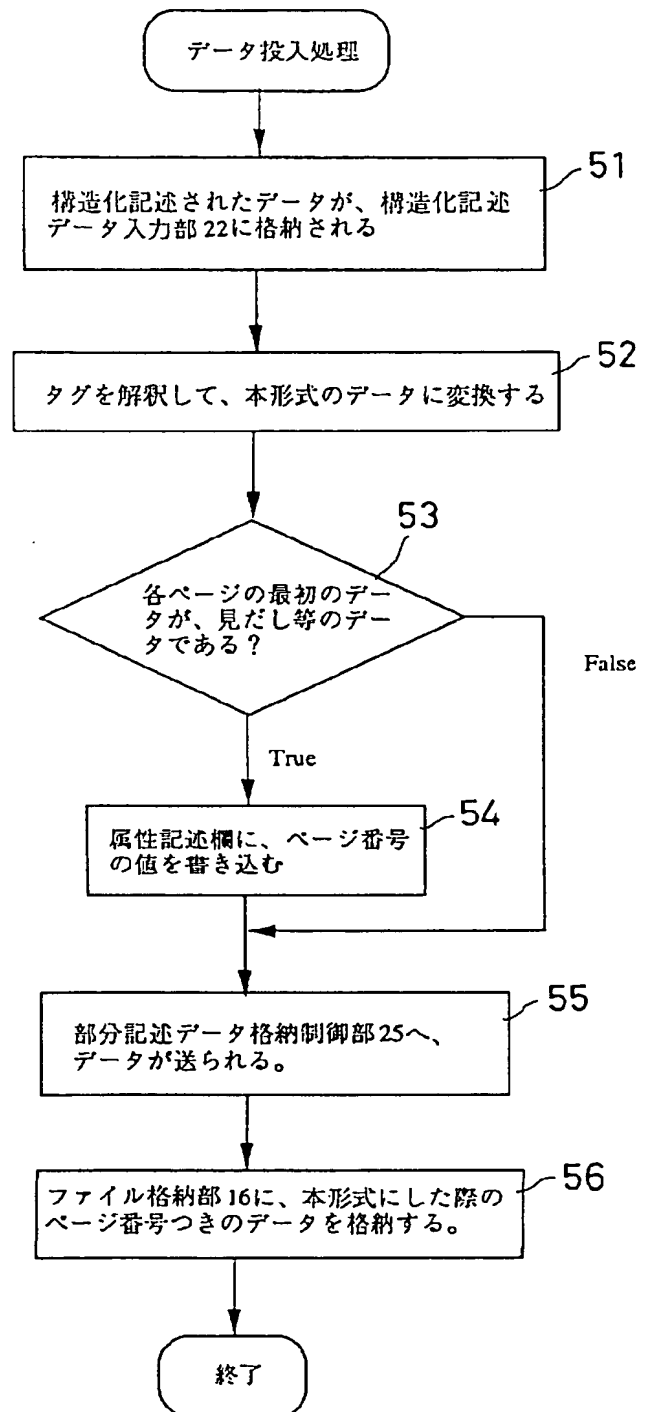 データ投入処理
51
構造化記述されたデータが、構造化記述
データ入力部22に格納される
52
タグを解釈して、本形式のデータに変換する
53
各ページの最初のデー
タが、見だし等のデー
タである?
False
True
54
属性記述欄に、ページ番号
の値を書き込む
55
部分記述データ格納制御部25へ、
データが送られる。
56
ファイル格納部16に、本形式にした際の
ページ番号つきのデータを格納する。
終了